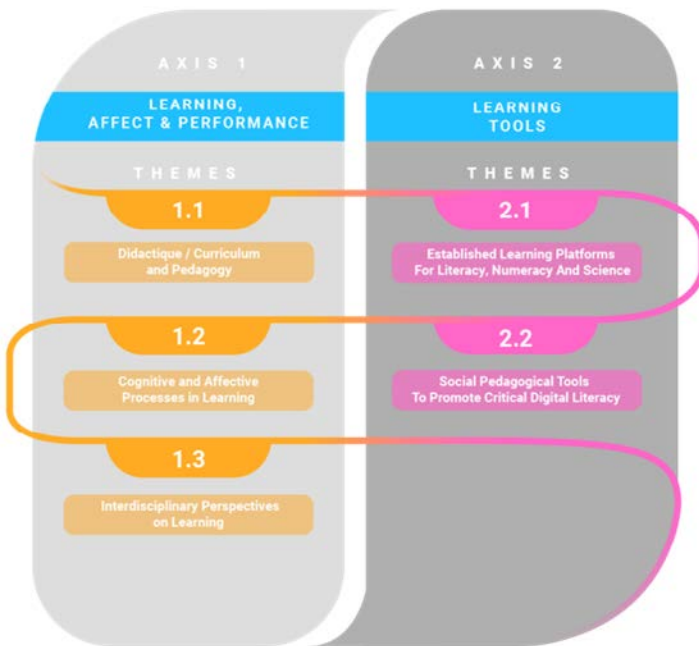 AXIS 1
LEARNING,
AFFECT & PERFORMANCE
THEMES
1.1
Didactique / Curriculum
and Pedagogy
1.2
Cognitive and Affective
Processes in Learning
1.3
Interdisciplinary Perspectives
on Learning
AXIS 2
LEARNING
TOOLS
THEMES
2.1
Established Learning Platforms
For Literacy, Numeracy And Science
2.2
Social Pedagogical Tools
To Promote Critical Digital Literacy